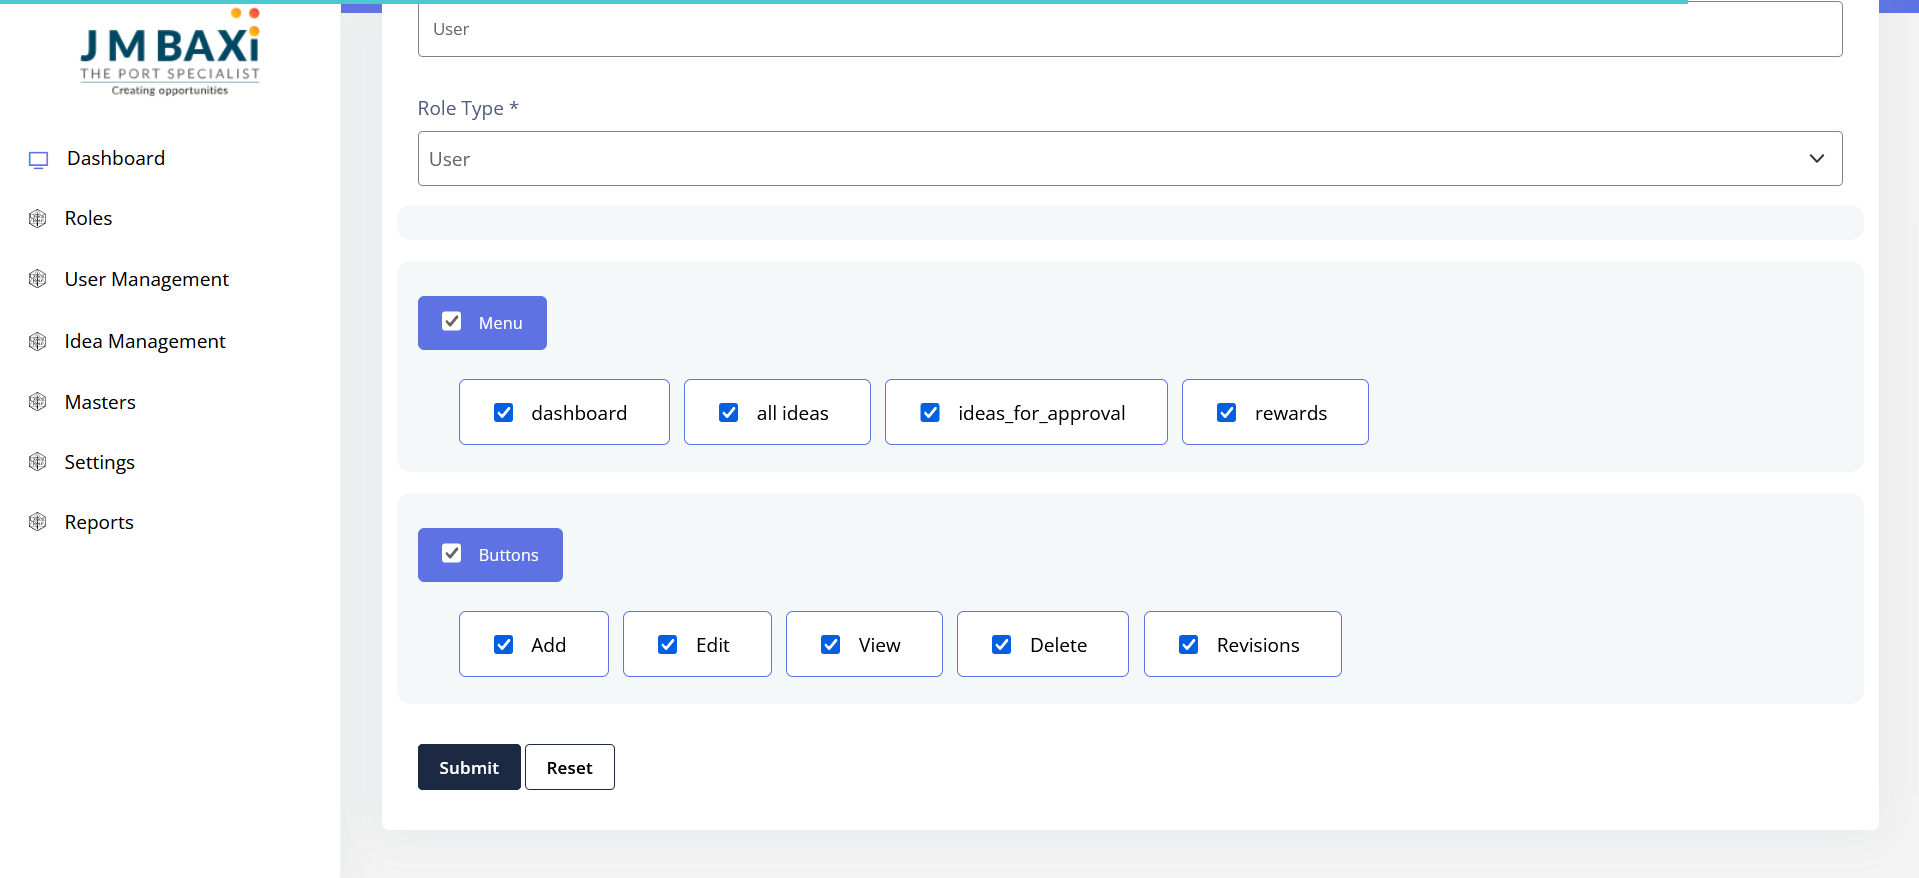 JMBAXi
THE PORT SPECIALIST
Creating opportunities
Dashboard
Roles
User Management
Idea Management
Masters
Settings
Reports
User
Role Type *
User
Menu
dashboard all ideas ideas_for_approval rewards
Buttons
Add Edit View Delete Revisions
Submit Reset